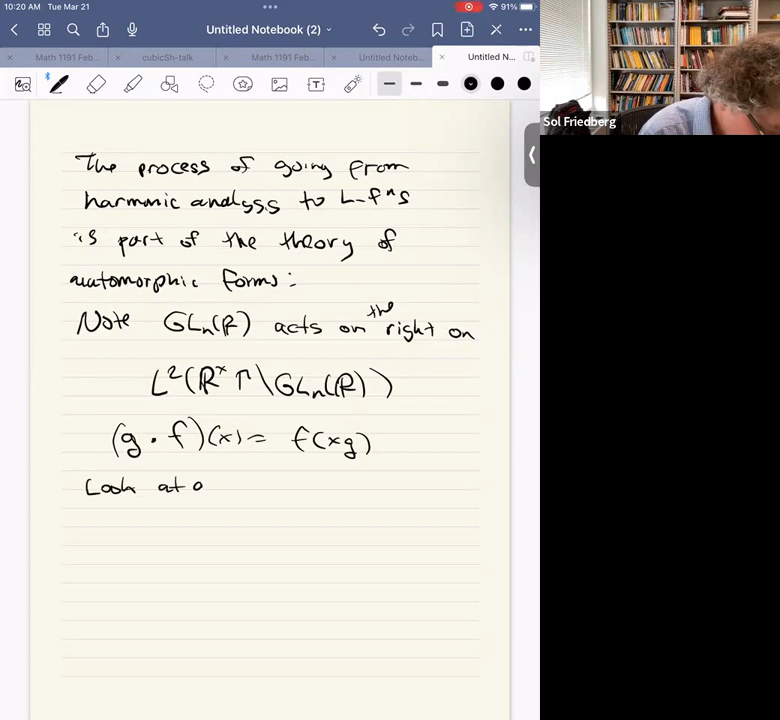 10:20 AM Tue Mar 21
91%
Untitled Notebook (2)
Math 1191 Feb...
cubicSh-talk
Math 1191 Feb...
Untitled Noteb...
Untitled N...
Sol Friedberg
The process of going from
harmonic analysis to L-fⁿs
is part of the theory of
automorphic forms:
Note GLₙ(ℝ) acts on the right on
L²(ℝ^× Γ\GLₙ(ℝ))
(g · f)(x) = f(xg)
Look at o